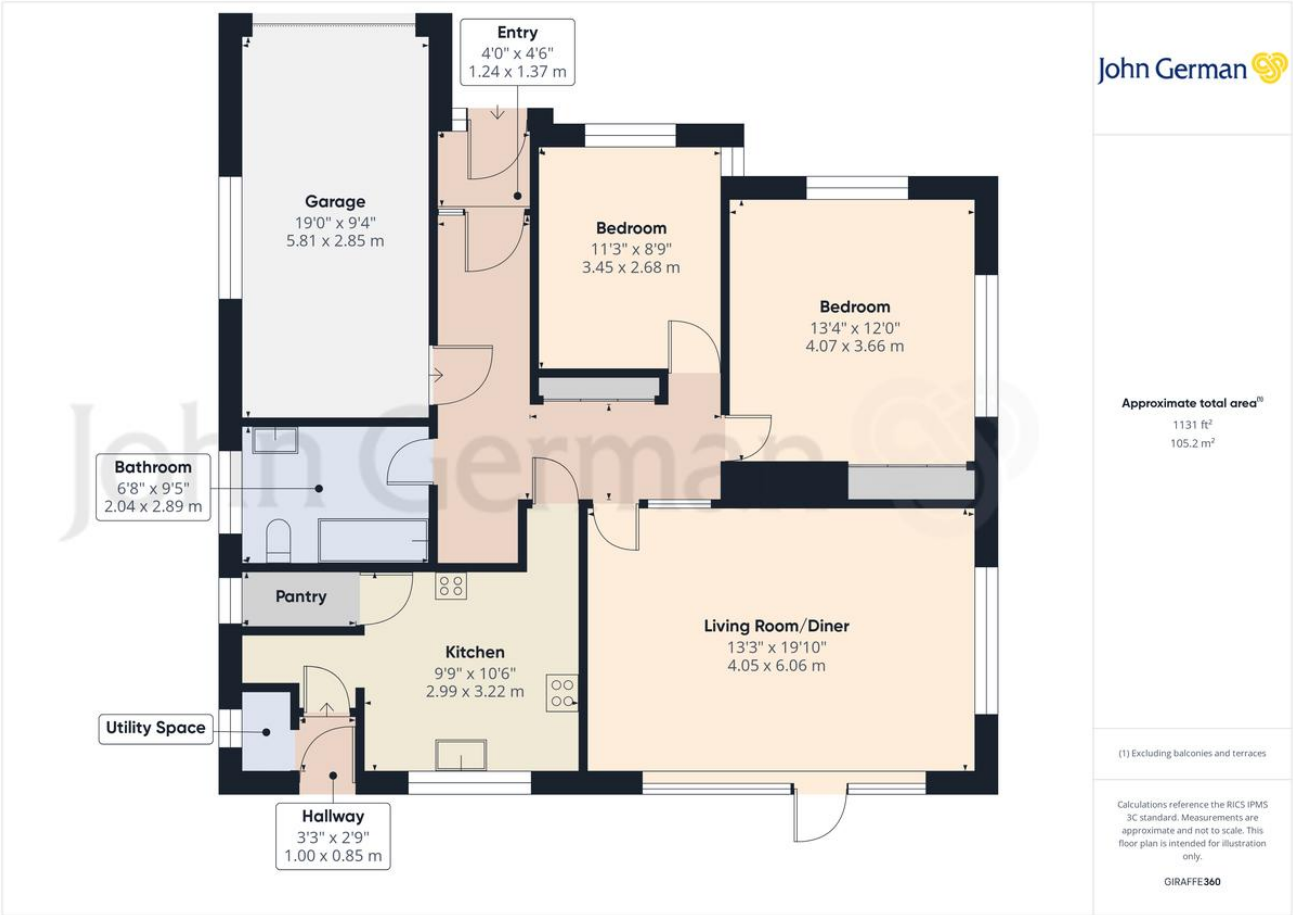 Entry
4'0" x 4'6"
1.24 x 1.37 m
Garage
19'0" x 9'4"
5.81 x 2.85 m
Bedroom
11'3" x 8'9"
3.45 x 2.68 m
Bedroom
13'4" x 12'0"
4.07 x 3.66 m
John German
Bathroom
6'8" x 9'5"
2.04 x 2.89 m
Pantry
Kitchen
9'9" x 10'6"
2.99 x 3.22 m
Living Room/Diner
13'3" x 19'10"
4.05 x 6.06 m
Utility Space
Hallway
3'3" x 2'9"
1.00 x 0.85 m
John German
Approximate total area(1)
1131 ft²
105.2 m²
(1) Excluding balconies and terraces
Calculations reference the RICS IPMS
3C standard. Measurements are
approximate and not to scale. This
floor plan is intended for illustration
only.
GIRAFFE360